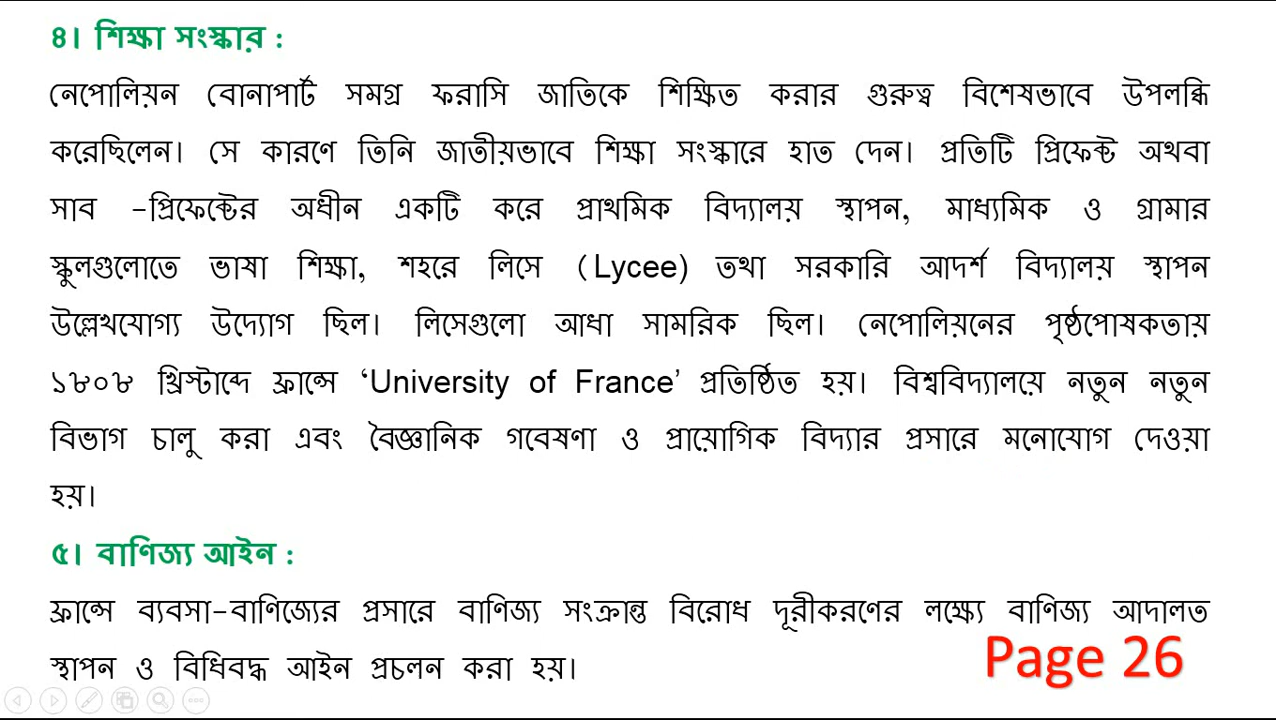 ৪। শিক্ষা সংস্কার :
নেপোলিয়ন বোনাপার্ট সমগ্র ফরাসি জাতিকে শিক্ষিত করার গুরুত্ব বিশেষভাবে উপলব্ধি
করেছিলেন। সে কারণে তিনি জাতীয়ভাবে শিক্ষা সংস্কারে হাত দেন। প্রতিটি প্রিফেক্ট অথবা
সাব -প্রিফেক্টের অধীন একটি করে প্রাথমিক বিদ্যালয় স্থাপন, মাধ্যমিক ও গ্রামার
স্কুলগুলোতে ভাষা শিক্ষা, শহরে লিসে (Lycee) তথা সরকারি আদর্শ বিদ্যালয় স্থাপন
উল্লেখযোগ্য উদ্যোগ ছিল। লিসেগুলো আধা সামরিক ছিল। নেপোলিয়নের পৃষ্ঠপোষকতায়
১৮০৮ খ্রিস্টাব্দে ফ্রান্সে ‘University of France’ প্রতিষ্ঠিত হয়। বিশ্ববিদ্যালয়ে নতুন নতুন
বিভাগ চালু করা এবং বৈজ্ঞানিক গবেষণা ও প্রায়োগিক বিদ্যার প্রসারে মনোযোগ দেওয়া
হয়।
৫। বাণিজ্য আইন :
ফ্রান্সে ব্যবসা-বাণিজ্যের প্রসারে বাণিজ্য সংক্রান্ত বিরোধ দূরীকরণের লক্ষ্যে বাণিজ্য আদালত
স্থাপন ও বিধিবদ্ধ আইন প্রচলন করা হয়।
Page 26